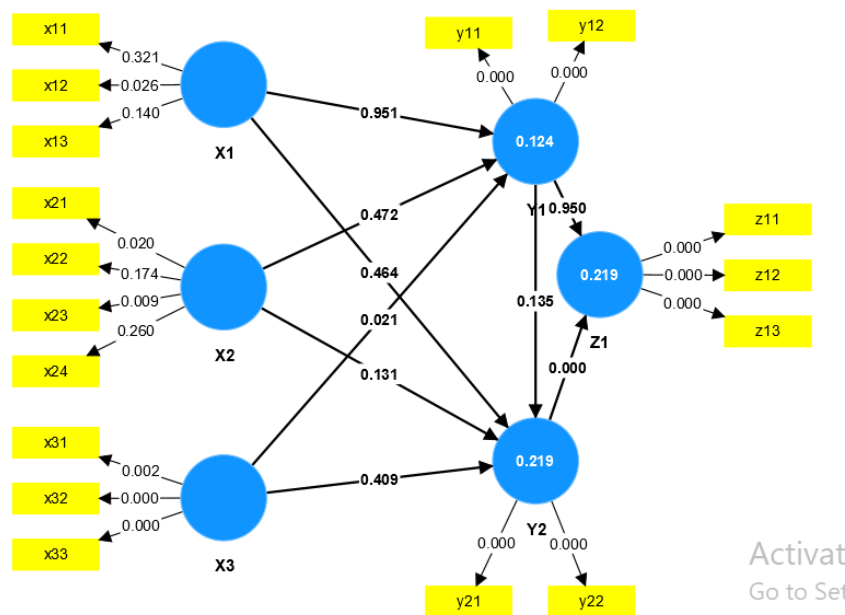 x11
x12
x13
0.321
0.026
0.140
X1
x21
x22
x23
x24
0.020
0.174
0.009
0.260
X2
x31
x32
x33
0.002
0.000
0.000
X3
0.951
0.472
0.464
0.021
0.131
0.409
y11
y12
0.000
0.000
0.124
Y1
0.950
0.135
0.000
0.219
Z1
0.000
0.000
0.000
z11
z12
z13
0.219
Y2
0.000
0.000
y21
y22
Activat
Go to Set